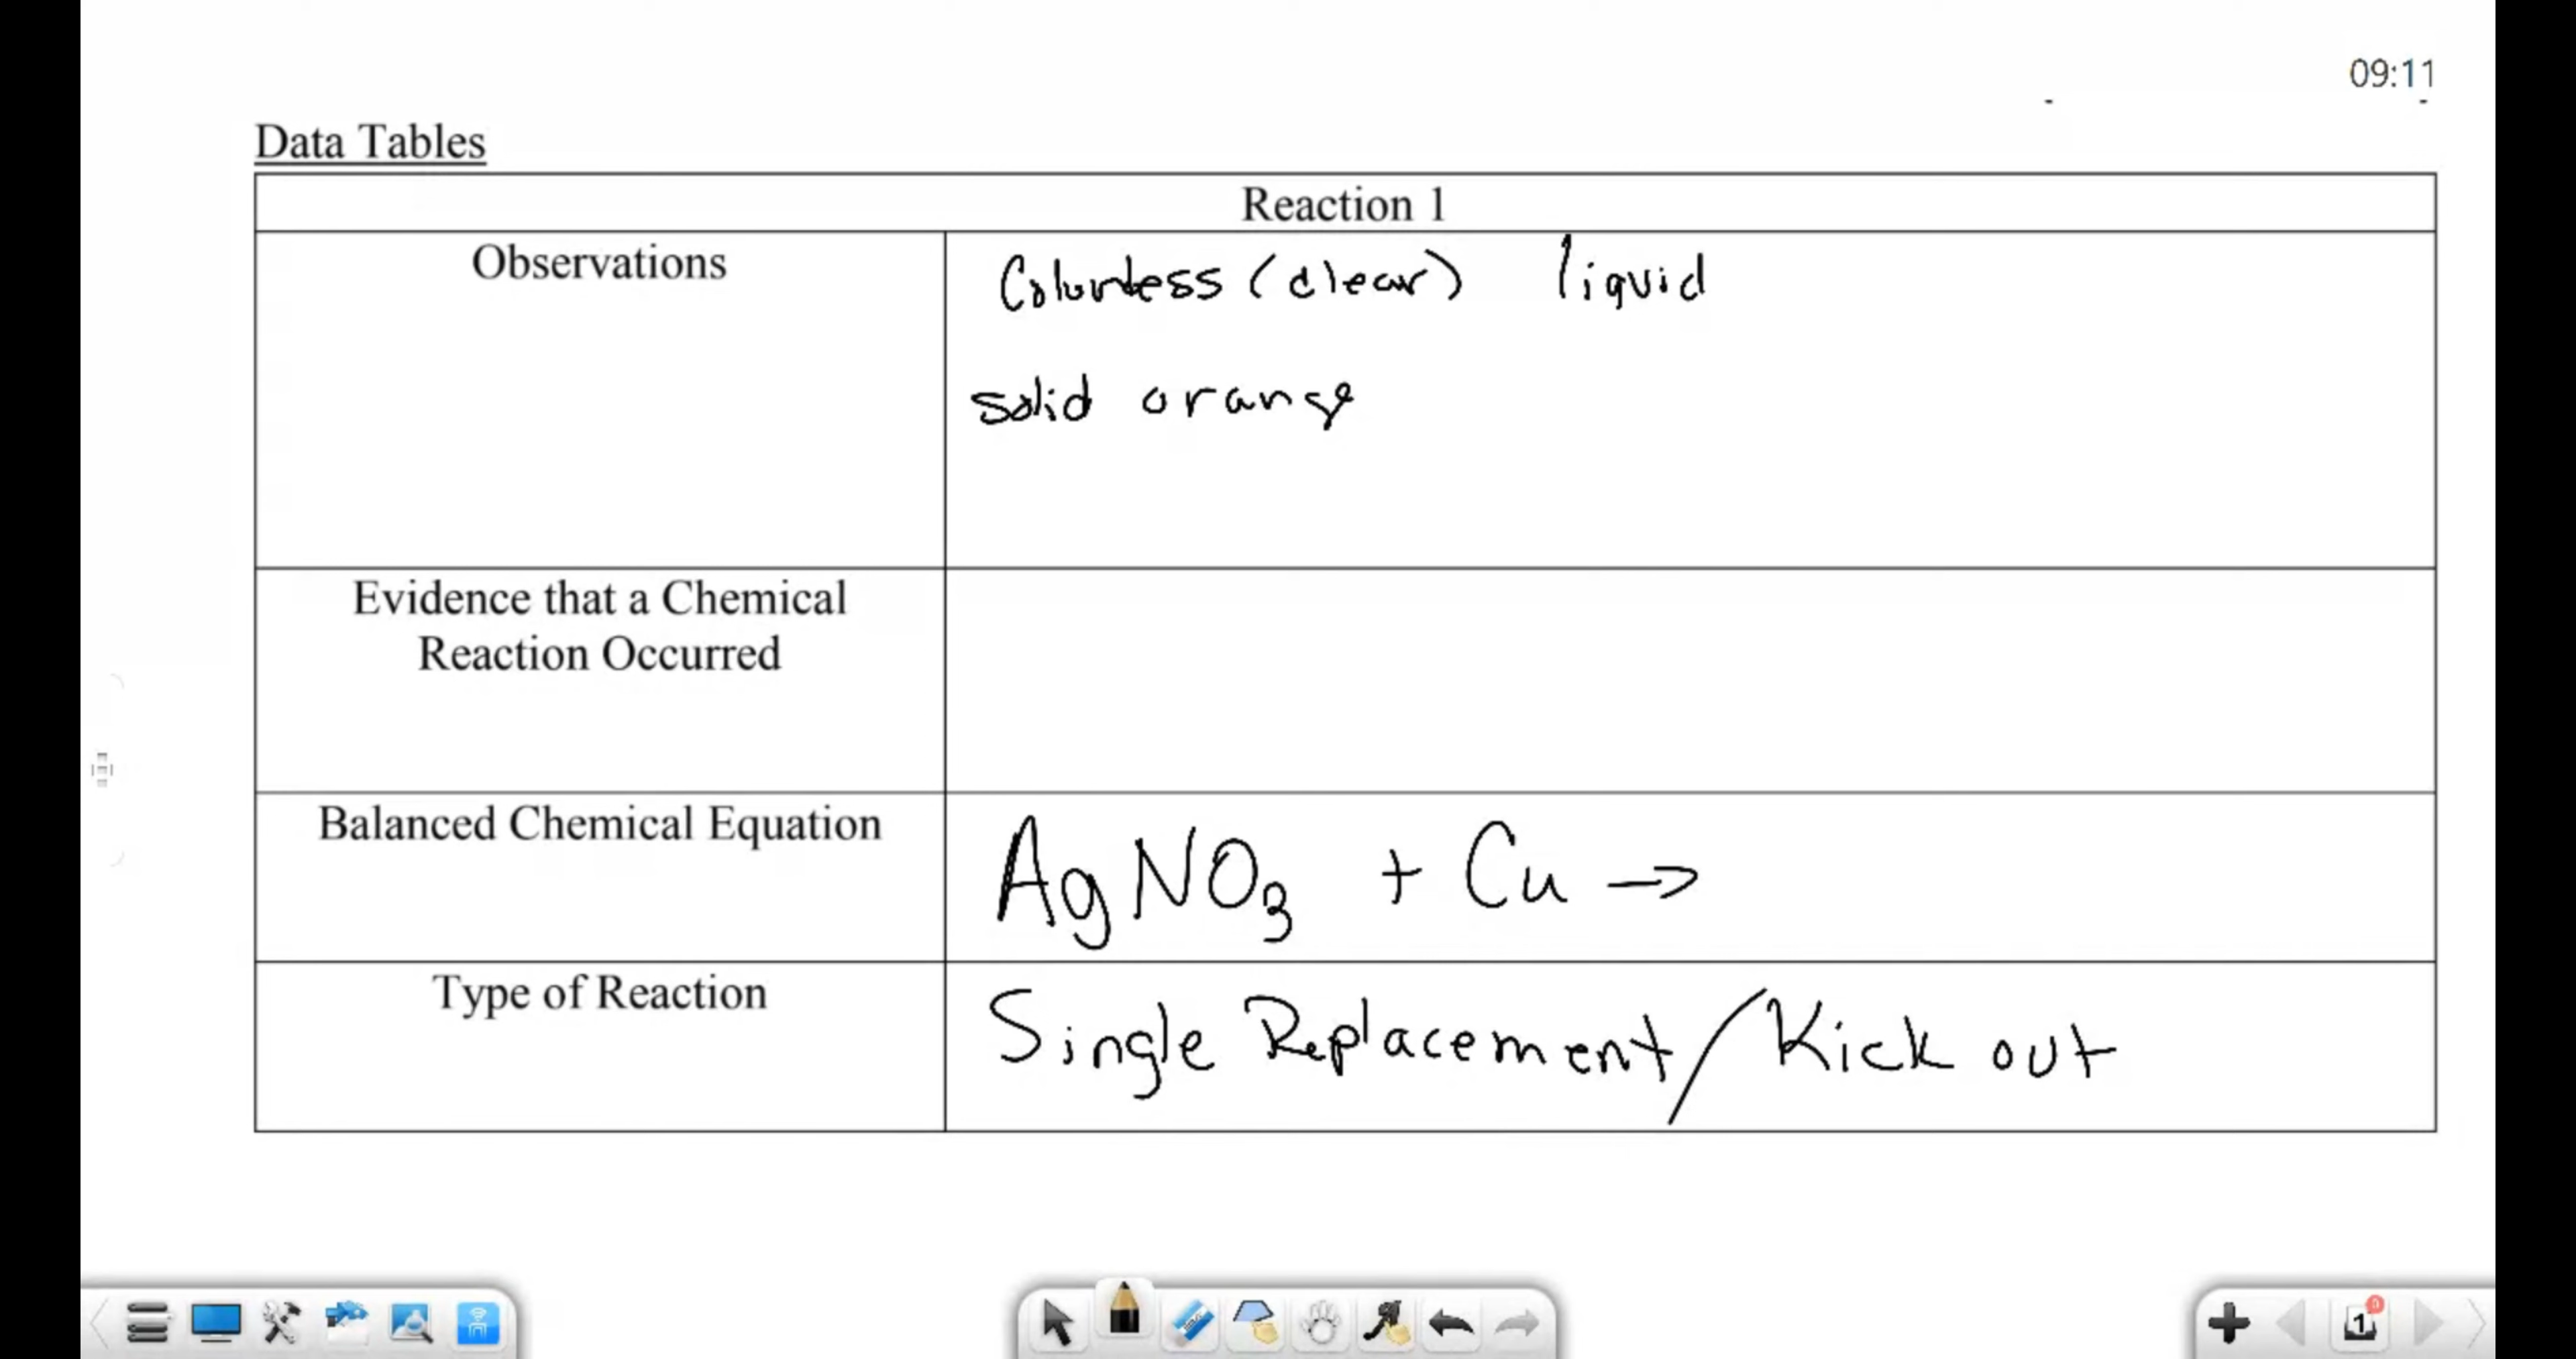 09:11
Data Tables
Reaction 1
Observations
Colorless (clear) liquid
solid orange
Evidence that a Chemical
Reaction Occurred
Balanced Chemical Equation
AgNO₃ + Cu →
Type of Reaction
Single Replacement/Kick out
1